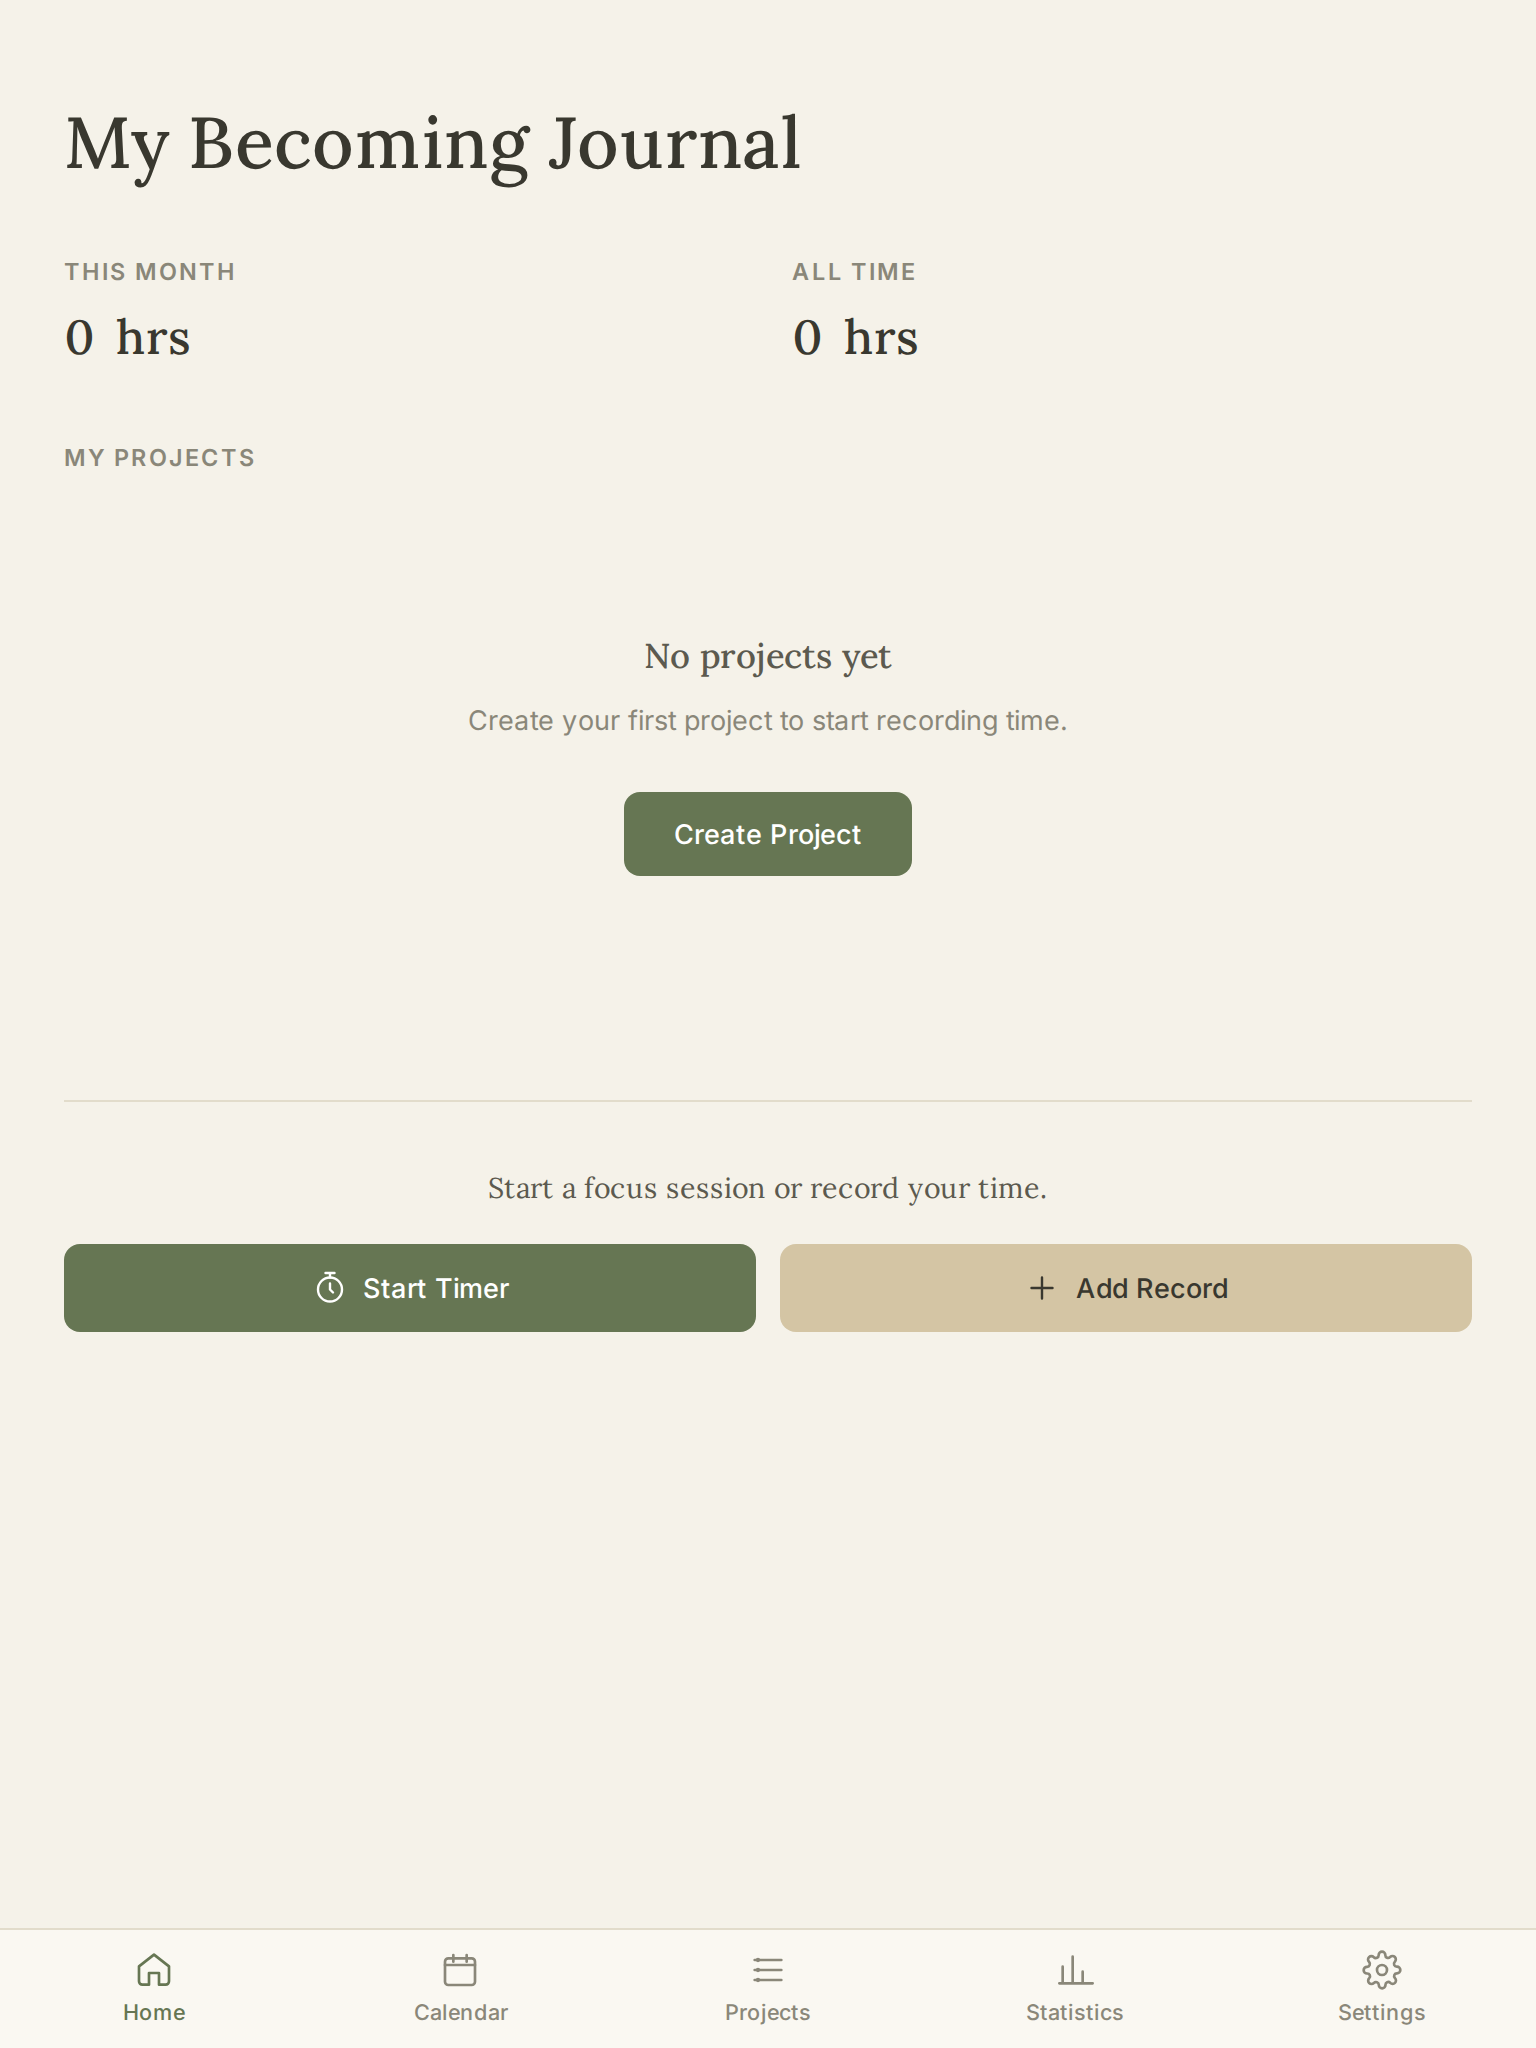 My Becoming Journal
THIS MONTH
0 hrs
ALL TIME
0 hrs
MY PROJECTS
No projects yet
Create your first project to start recording time.
Create Project
Start a focus session or record your time.
Start Timer
Add Record
Home
Calendar
Projects
Statistics
Settings